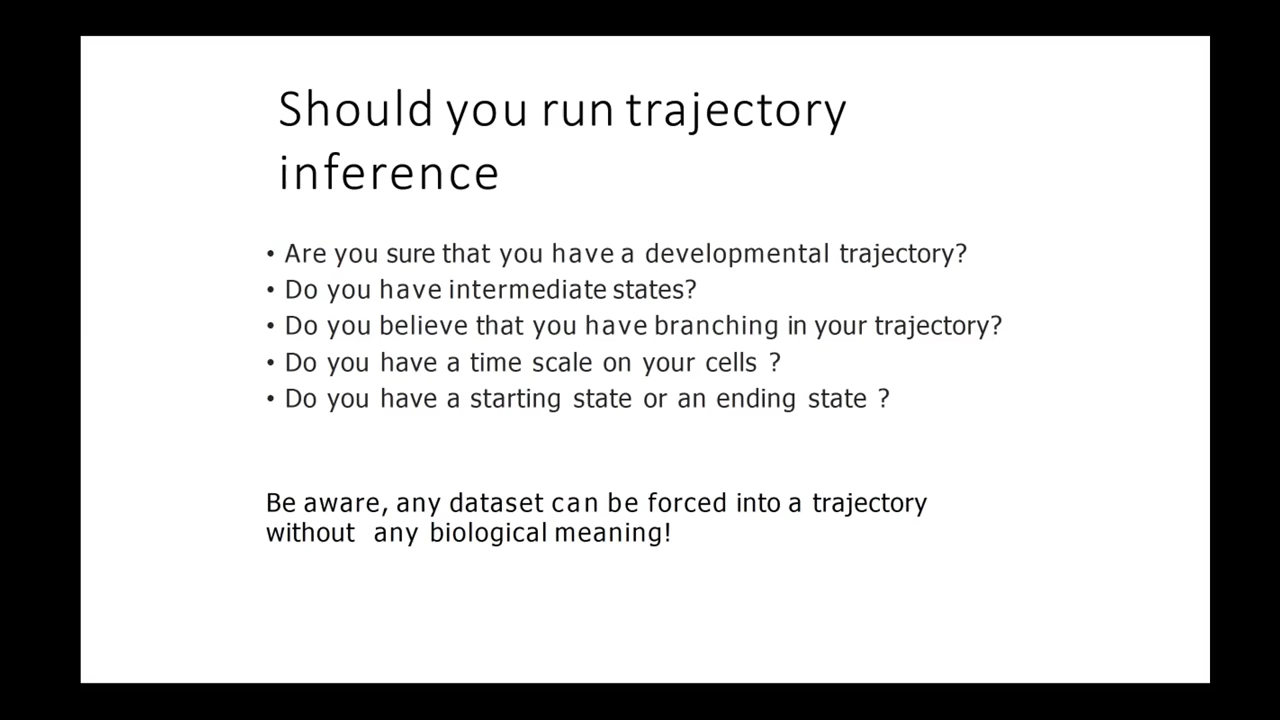 Should you run trajectory
inference
• Are you sure that you have a developmental trajectory?
• Do you have intermediate states?
• Do you believe that you have branching in your trajectory?
• Do you have a time scale on your cells ?
• Do you have a starting state or an ending state ?
Be aware, any dataset can be forced into a trajectory
without any biological meaning!